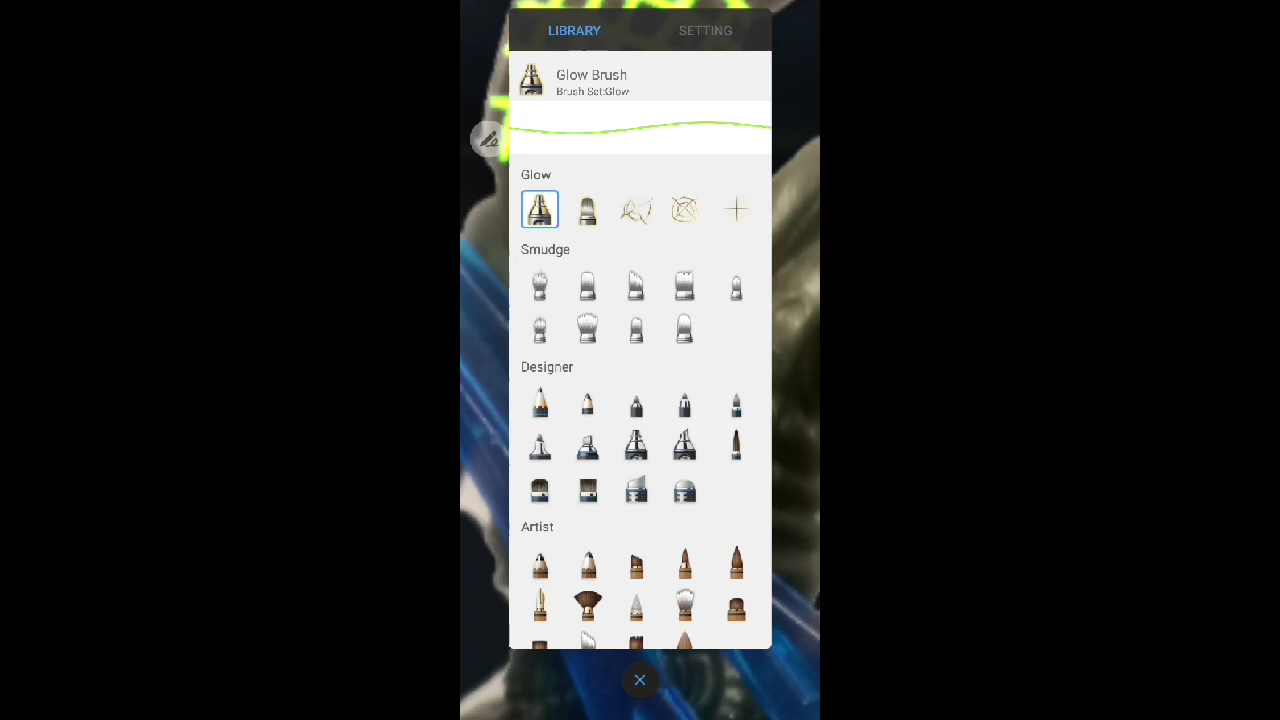 LIBRARY SETTING
Glow Brush
Brush Set:Glow
Glow
Smudge
Designer
Artist